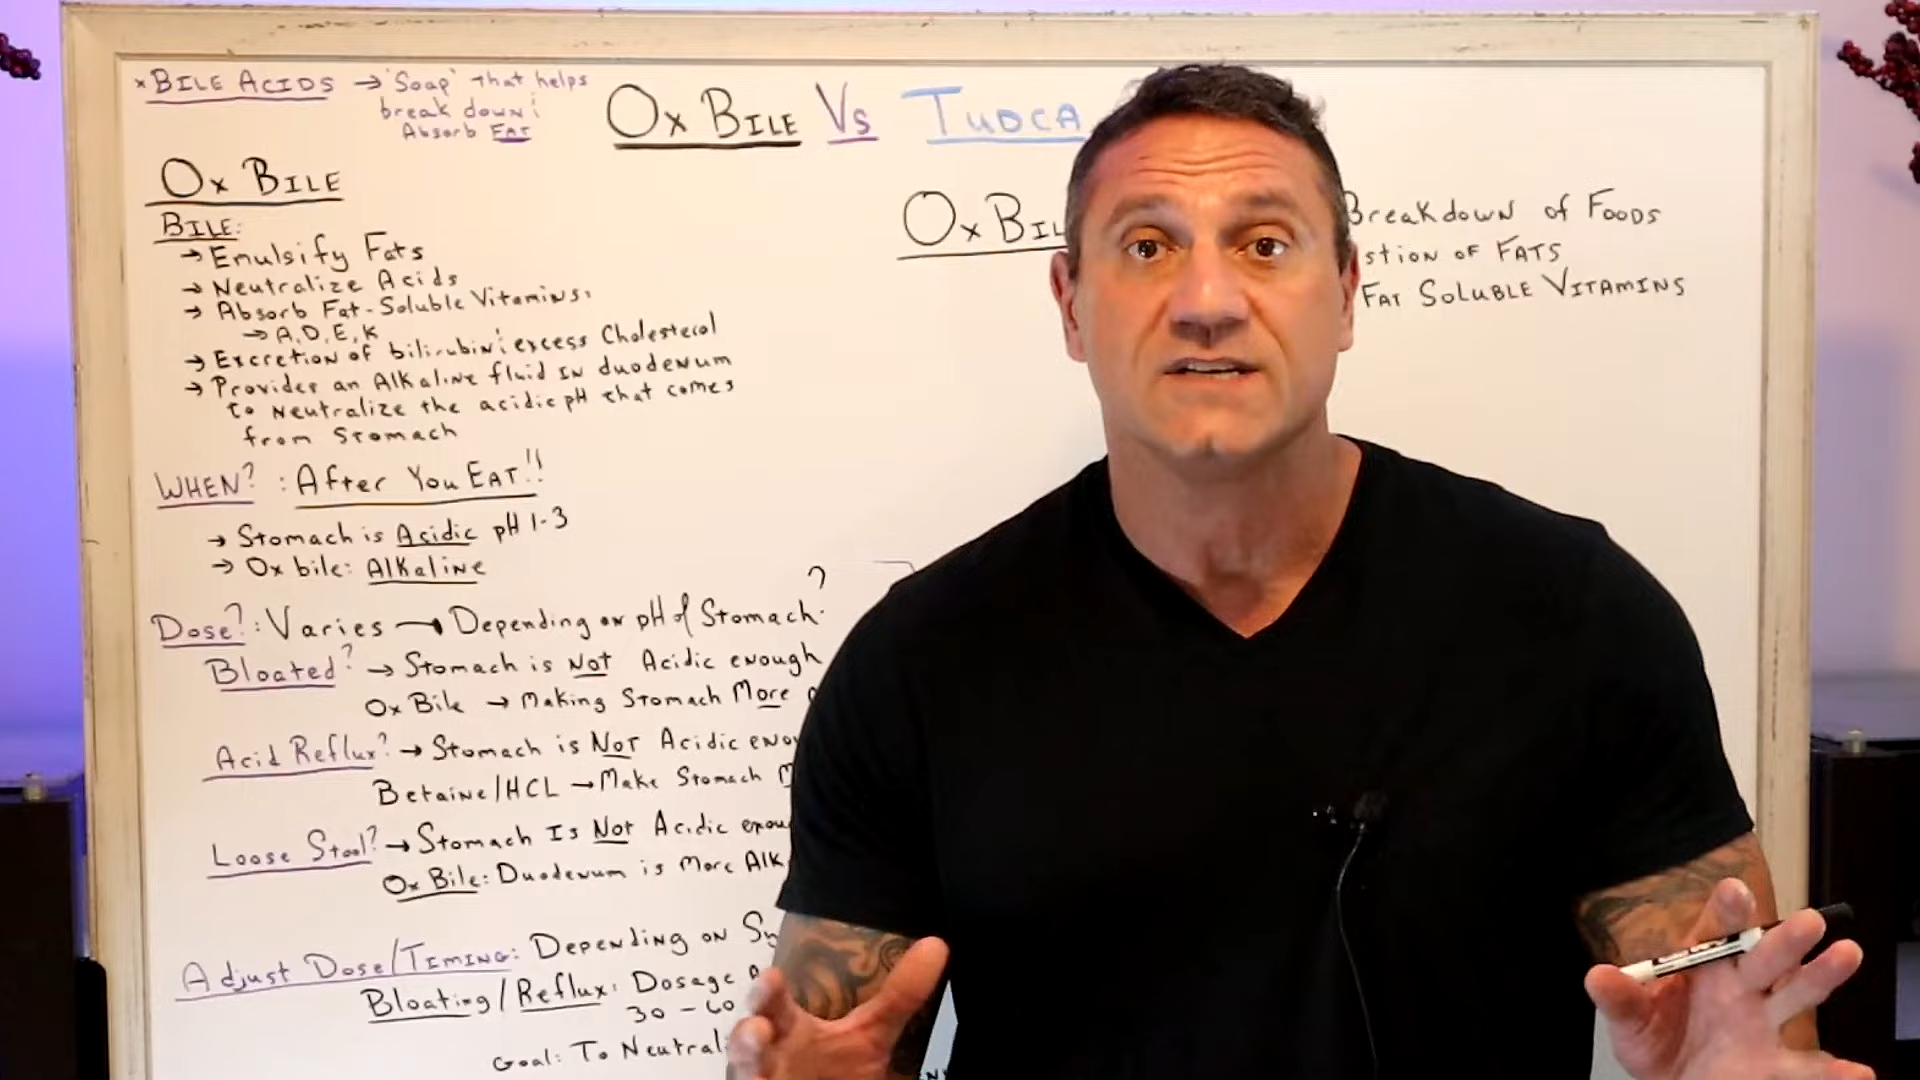 * BILE ACIDS → 'Soap' that helps
break down &
Absorb FAT
OX BILE VS TUDCA
OX BILE
BILE:
→ Emulsify Fats
→ Neutralize Acids
→ Absorb Fat-Soluble Vitamins:
→ A, D, E, K
→ Excretion of bilirubin & excess Cholesterol
→ Provides an Alkaline fluid in duodenum
to Neutralize the acidic pH that comes
from Stomach
WHEN? : After You EAT!!
→ Stomach is Acidic pH 1-3
→ Ox bile: Alkaline
Dose?: Varies → Depending on pH of Stomach?
Bloated? → Stomach is Not Acidic enough
Ox Bile → Making Stomach More
Acid Reflux? → Stomach is NOT Acidic
Betaine/HCL → Make Stomach
Loose Stool? → Stomach Is Not Acidic
Ox Bile: Duodenum is More Alk
Adjust Dose/Timing: Depending on Sy
Bloating/Reflux: Dosage
30 - 60
Goal: To Neutrali
Ox Bil
Breakdown of Foods
stion of FATS
FAT SOLUBLE VITAMINS